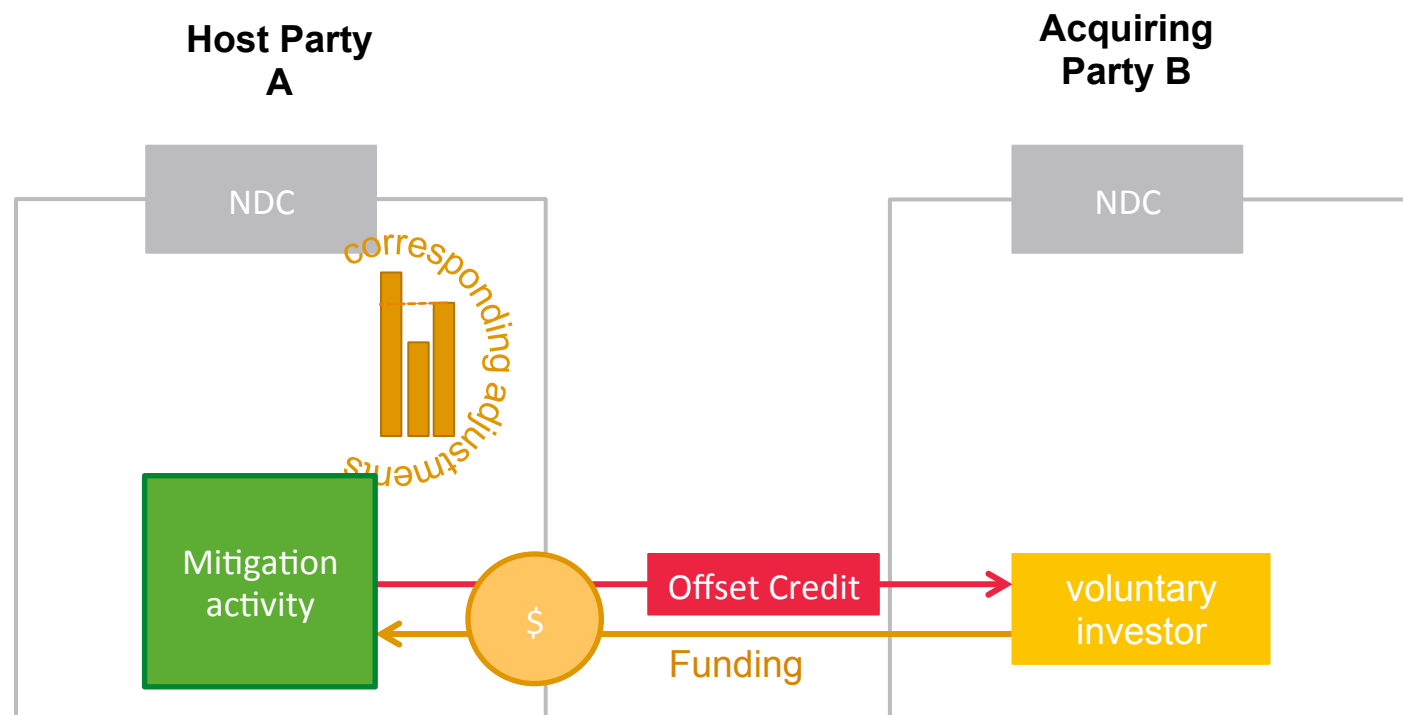 Host Party
A
Acquiring
Party B
NDC
NDC
corresponding adjustments
Mitigation
activity
$
Offset Credit
voluntary
investor
Funding